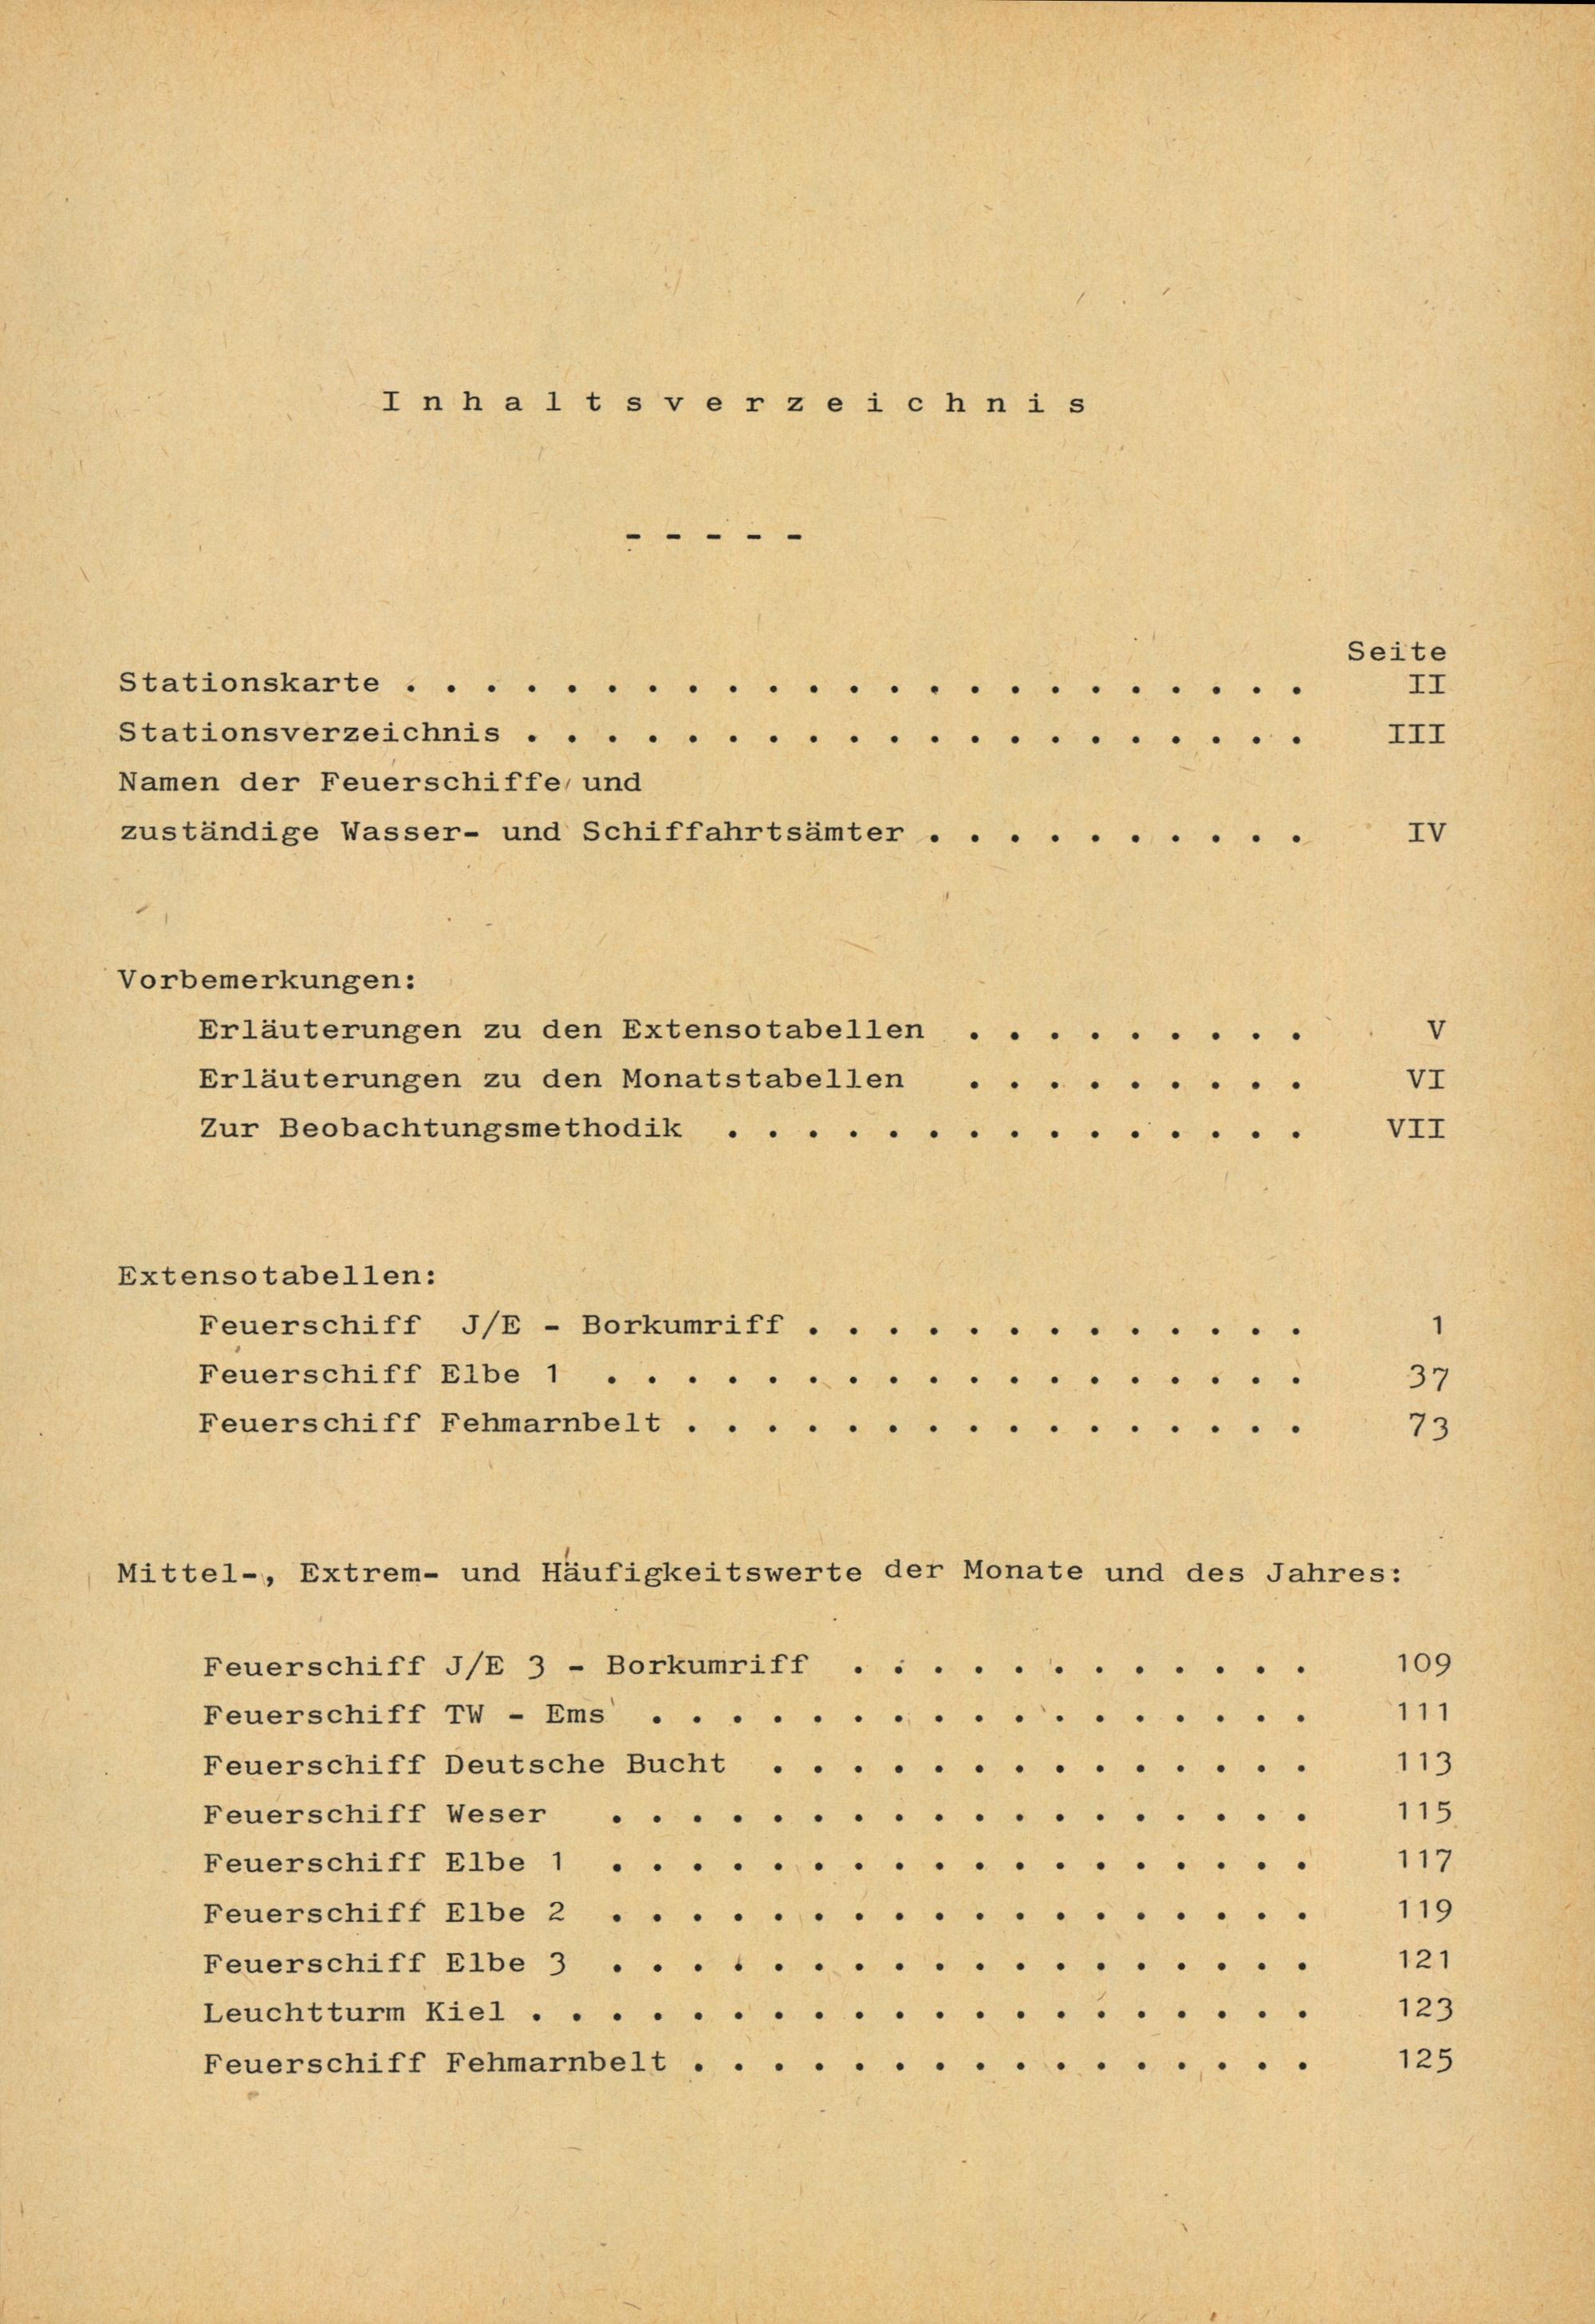 Inhaltsverzeichnis
- - - - -
Seite
Stationskarte . . . . . . . . . . . . . . . . . . . . . . . II
Stationsverzeichnis . . . . . . . . . . . . . . . . . . . . III
Namen der Feuerschiffe und
zuständige Wasser- und Schiffahrtsämter . . . . . . . . . . IV
Vorbemerkungen:
Erläuterungen zu den Extensotabellen . . . . . . . . . V
Erläuterungen zu den Monatstabellen . . . . . . . . . VI
Zur Beobachtungsmethodik . . . . . . . . . . . . . . . VII
Extensotabellen:
Feuerschiff J/E - Borkumriff . . . . . . . . . . . . . 1
Feuerschiff Elbe 1 . . . . . . . . . . . . . . . . . . 37
Feuerschiff Fehmarnbelt . . . . . . . . . . . . . . . . 73
Mittel-, Extrem- und Häufigkeitswerte der Monate und des Jahres:
Feuerschiff J/E 3 - Borkumriff . . . . . . . . . . . . 109
Feuerschiff TW - Ems . . . . . . . . . . . . . . . . . 111
Feuerschiff Deutsche Bucht . . . . . . . . . . . . . . 113
Feuerschiff Weser . . . . . . . . . . . . . . . . . . 115
Feuerschiff Elbe 1 . . . . . . . . . . . . . . . . . . 117
Feuerschiff Elbe 2 . . . . . . . . . . . . . . . . . . 119
Feuerschiff Elbe 3 . . . . . . . . . . . . . . . . . . 121
Leuchtturm Kiel . . . . . . . . . . . . . . . . . . . . 123
Feuerschiff Fehmarnbelt . . . . . . . . . . . . . . . . 125